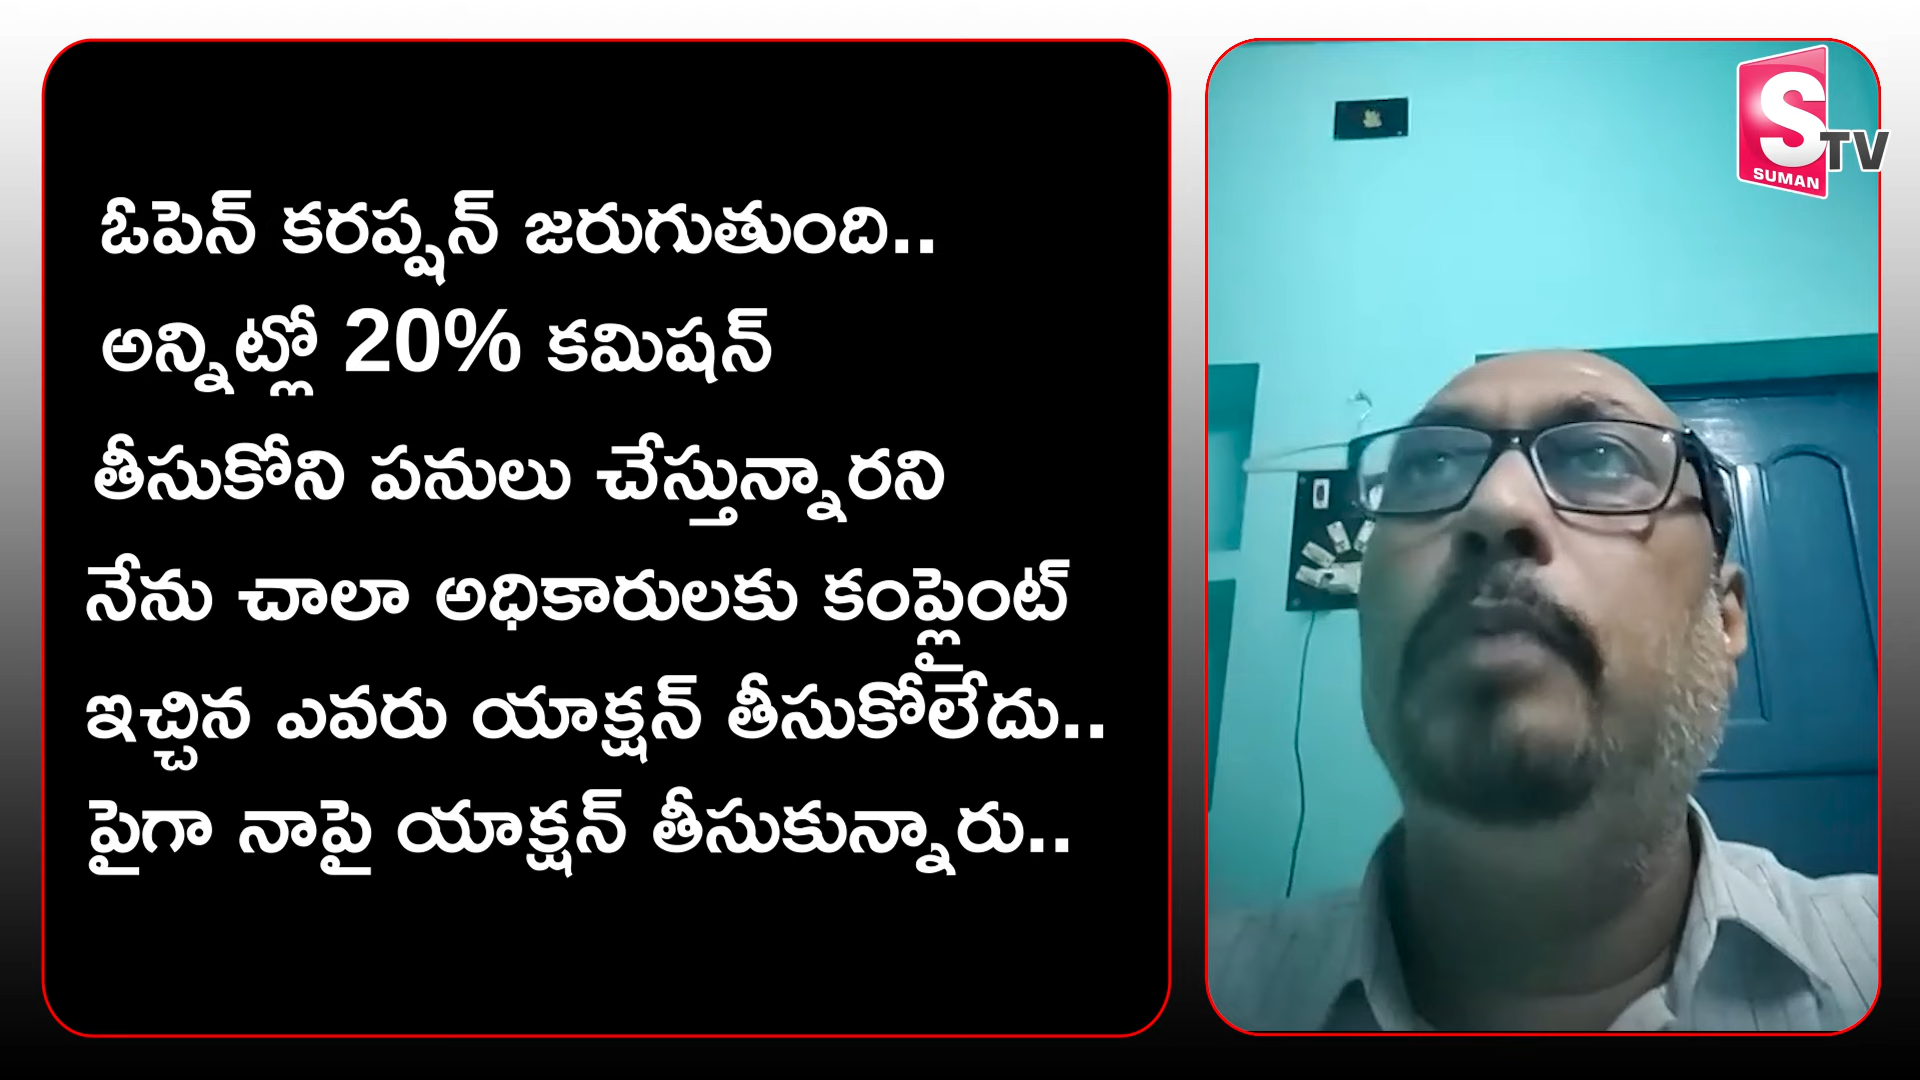 ఓపెన్ కరప్షన్ జరుగుతుంది..
అన్నిట్లో 20% కమిషన్
తీసుకోని పనులు చేస్తున్నారని
నేను చాలా అధికారులకు కంప్లైంట్
ఇచ్చిన ఎవరు యాక్షన్ తీసుకోలేదు..
పైగా నాపై యాక్షన్ తీసుకున్నారు..
S TV
SUMAN